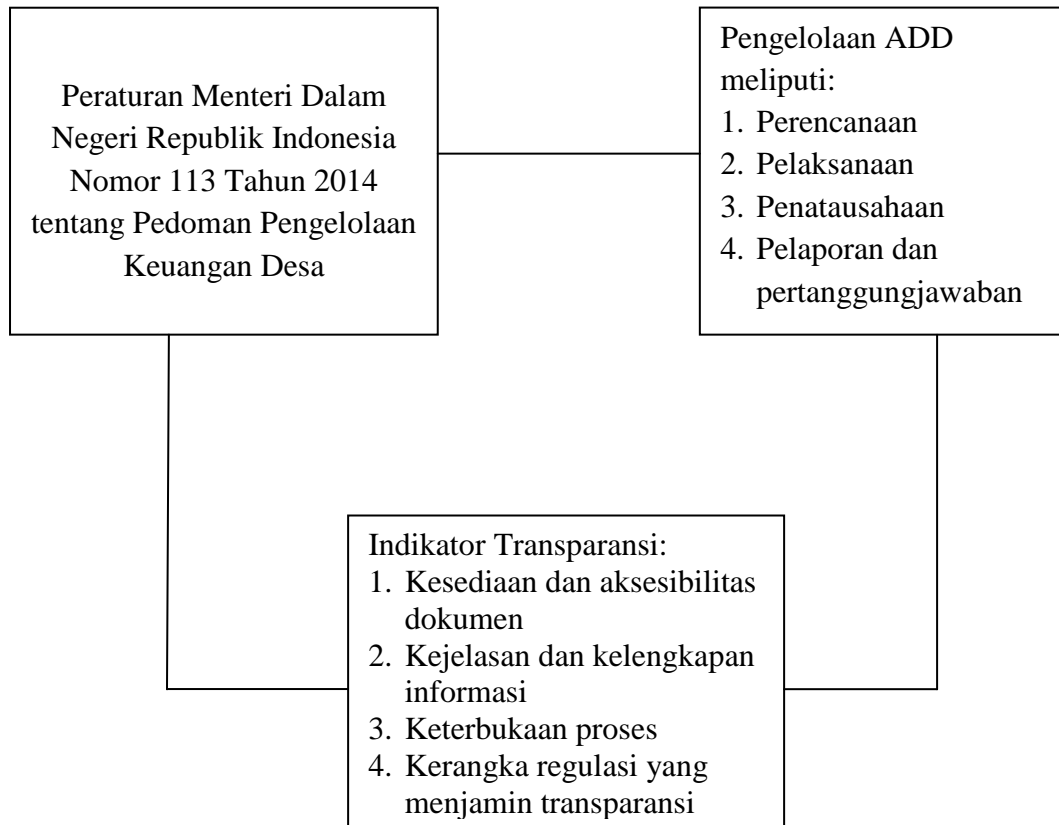 Peraturan Menteri Dalam
Negeri Republik Indonesia
Nomor 113 Tahun 2014
tentang Pedoman Pengelolaan
Keuangan Desa
Pengelolaan ADD
meliputi:
1. Perencanaan
2. Pelaksanaan
3. Penatausahaan
4. Pelaporan dan
pertanggungjawaban
Indikator Transparansi:
1. Kesediaan dan aksesibilitas
dokumen
2. Kejelasan dan kelengkapan
informasi
3. Keterbukaan proses
4. Kerangka regulasi yang
menjamin transparansi